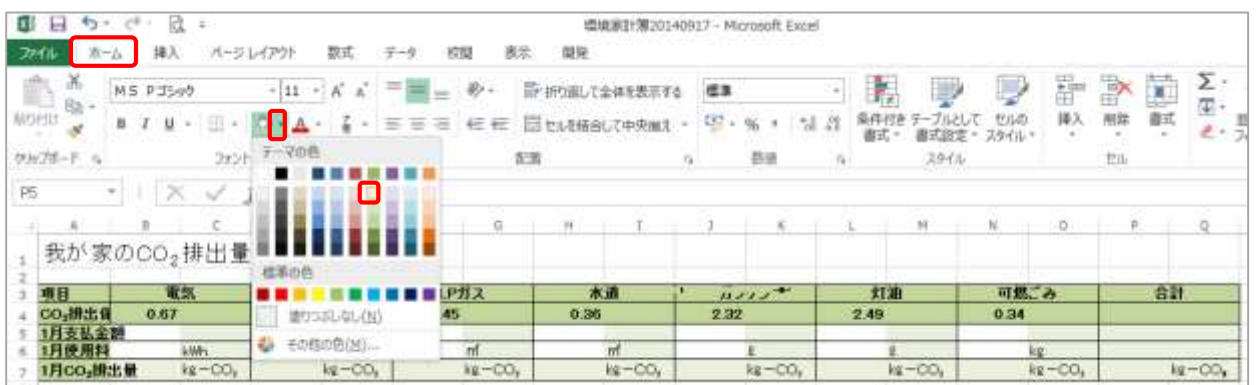 環境家計簿20140917 - Microsoft Excel
ファイル ホーム 挿入 ページレイアウト 数式 データ 校閲 表示 開発
MS Pゴシック 11 折り返して全体を表示する 標準
B I U セルを結合して中央揃え % 条件付き書式 テーブルとして書式設定 セルのスタイル 挿入 削除 書式
クリップボード フォント 配置 数値 スタイル セル
P5
テーマの色
標準の色
塗りつぶしなし(N)
その他の色(M)...
A B C G H I J K L M N O P Q
1 我が家のCO₂排出量
2
3 項目 電気 LPガス 水道 灯油 可燃ごみ 合計
4 CO₂排出 0.67 45 0.36 2.32 2.49 0.34
5 1月支払金額
6 1月使用料 kWh ㎥ ㎥ ℓ ℓ kg
7 1月CO₂排出量 kg-CO₂ kg-CO₂ kg-CO₂ kg-CO₂ kg-CO₂ kg-CO₂ kg-CO₂ kg-CO₂